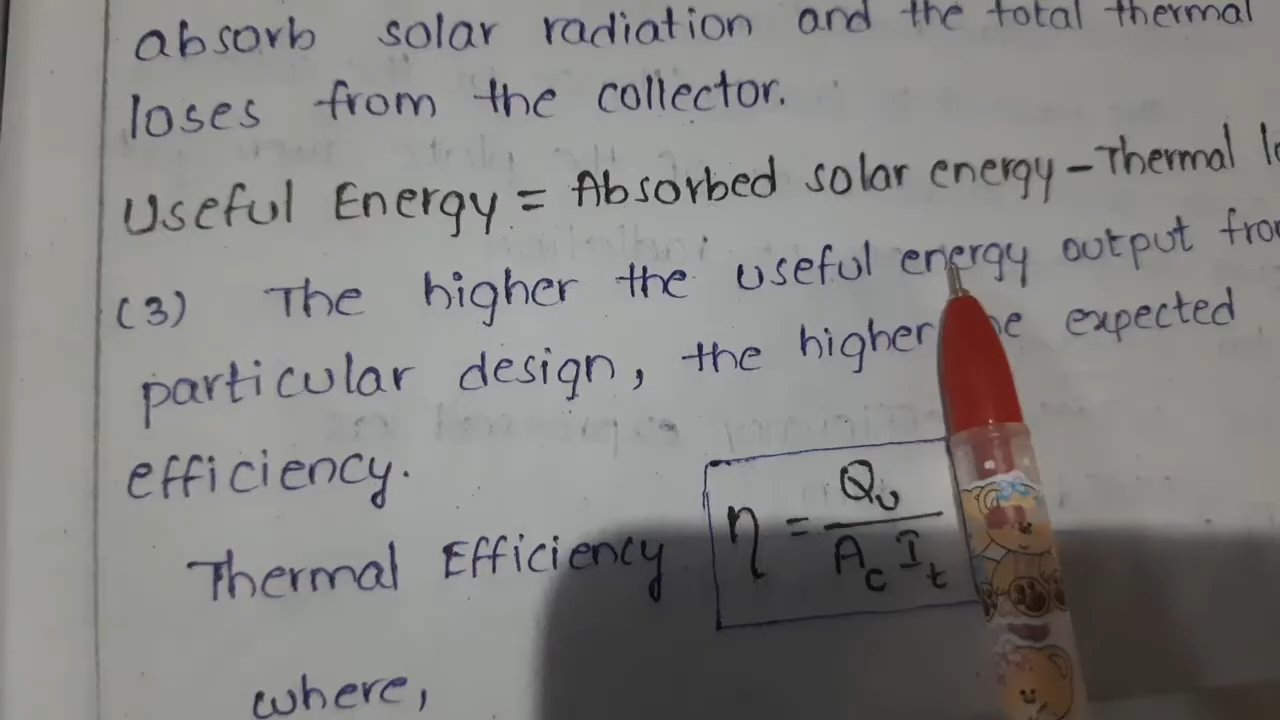 absorb solar radiation and the total thermal
loses from the collector.
Useful Energy = Absorbed solar energy - Thermal
(3) The higher the useful energy output
particular design, the higher expected
efficiency.
Thermal Efficiency η = Qu / Ac It
where,